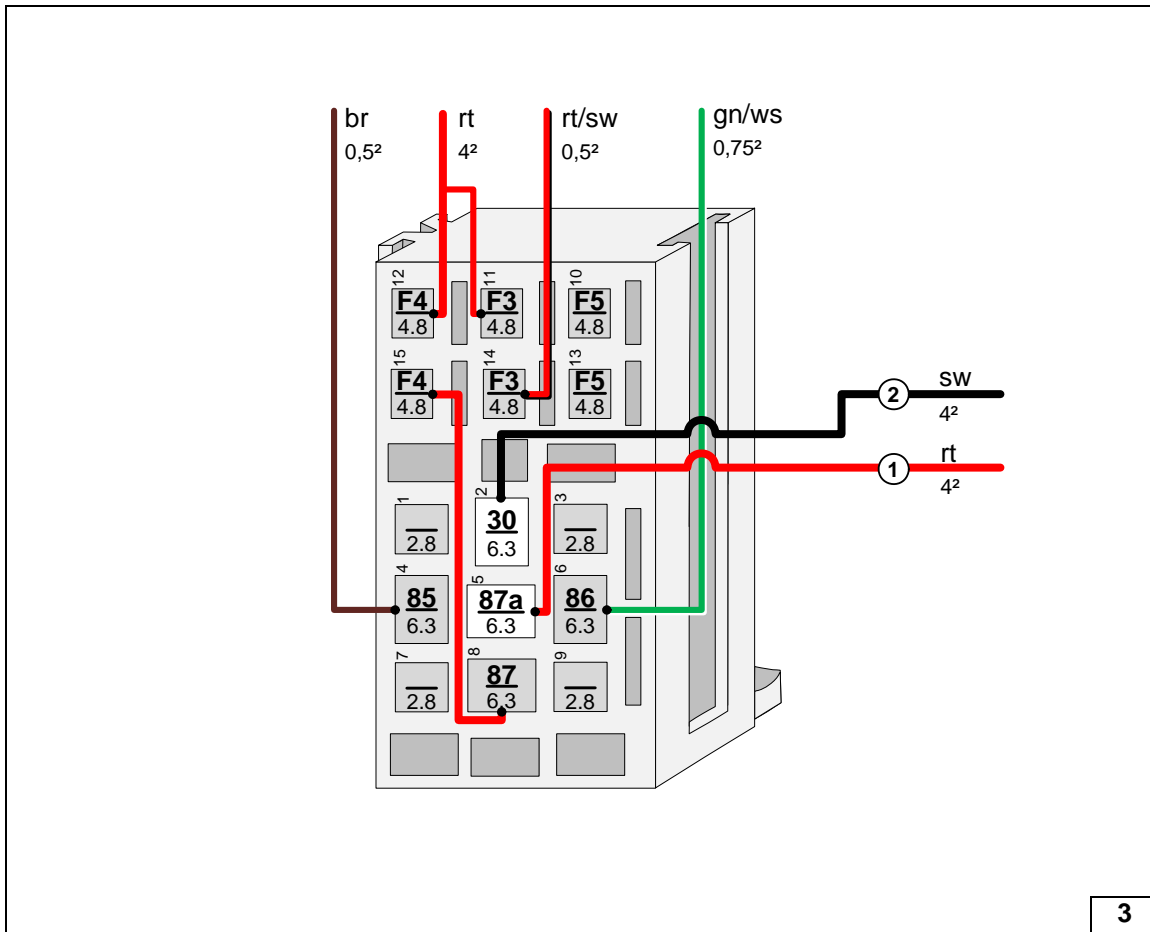 br rt rt/sw gn/ws
0,5² 4² 0,5² 0,75²
12 11 10
F4 F3 F5
4.8 4.8 4.8
15 14 13
F4 F3 F5
4.8 4.8 4.8
2 sw
4²
1 rt
4²
1 2 3
30
2.8 6.3 2.8
4 5 6
85 87a 86
6.3 6.3 6.3
7 8 9
87
2.8 6.3 2.8
3